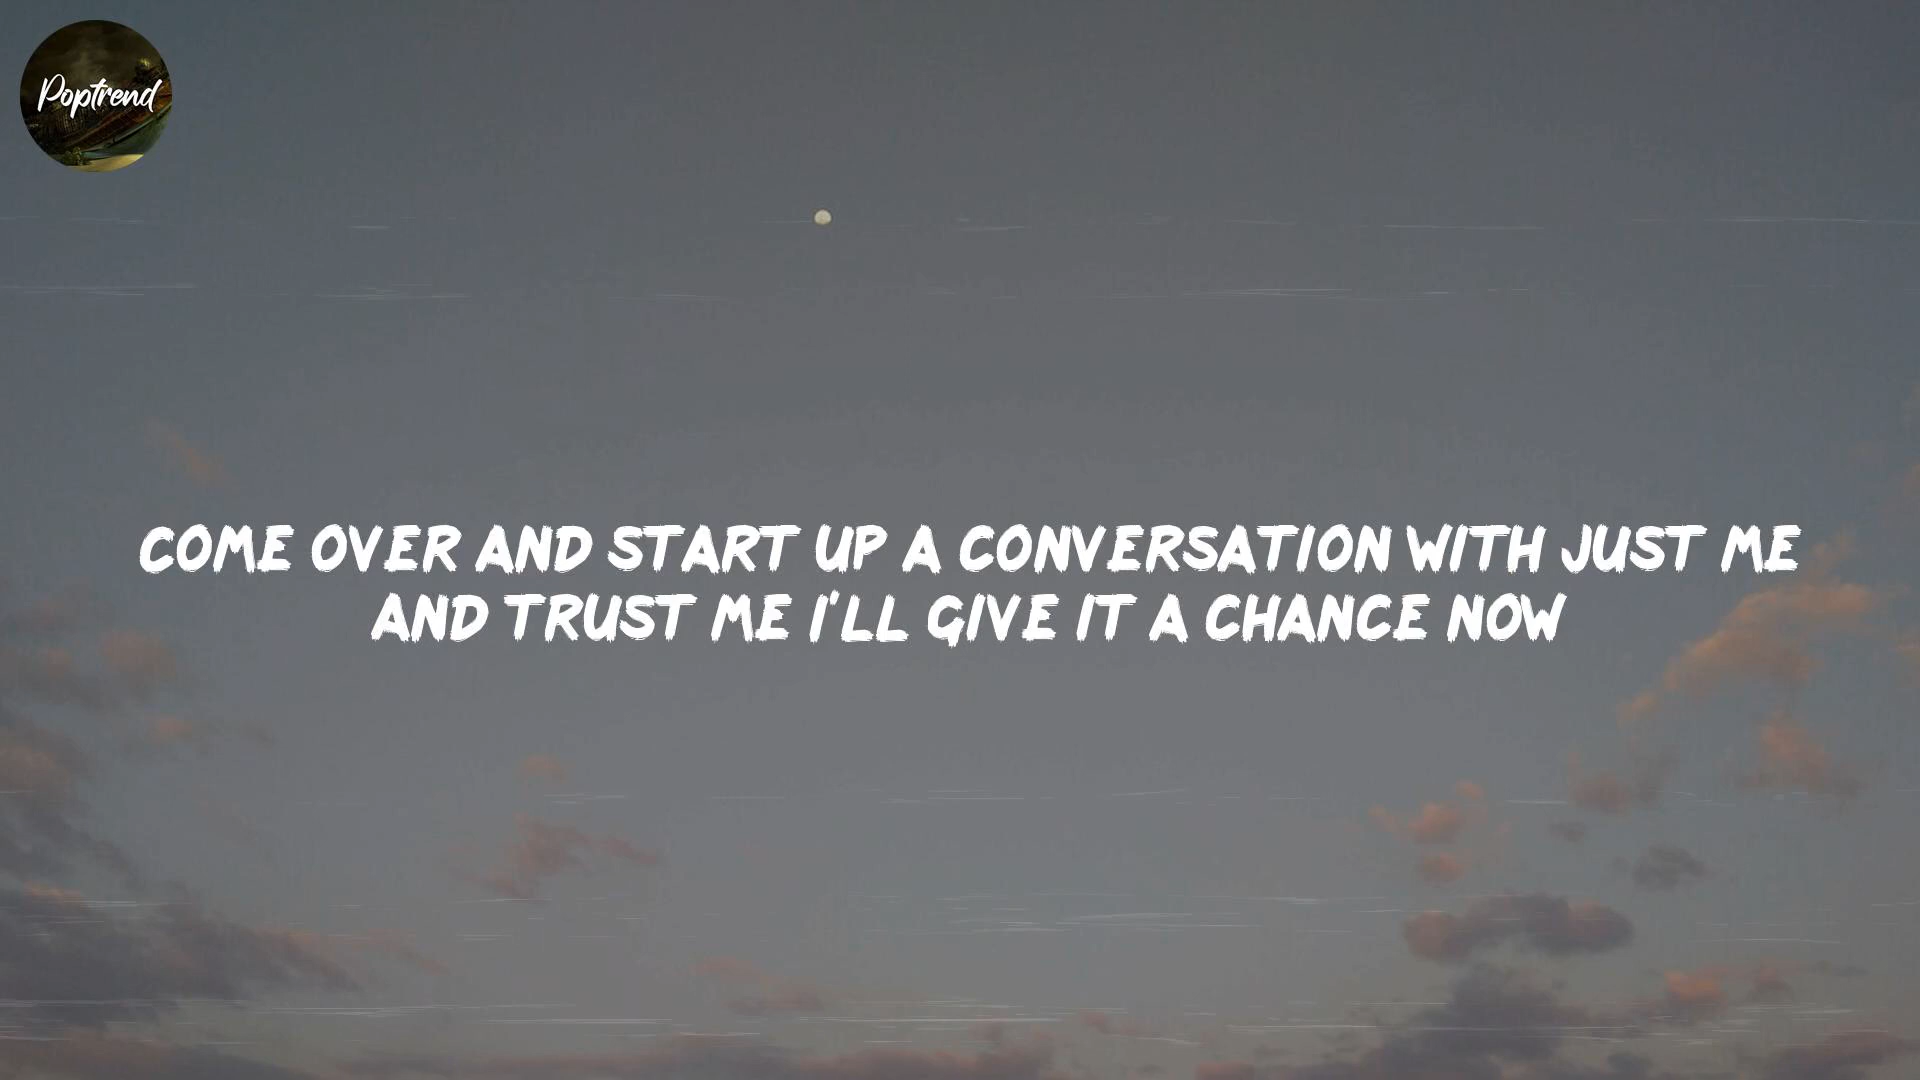 Poptrend
COME OVER AND START UP A CONVERSATION WITH JUST ME
AND TRUST ME I'LL GIVE IT A CHANCE NOW